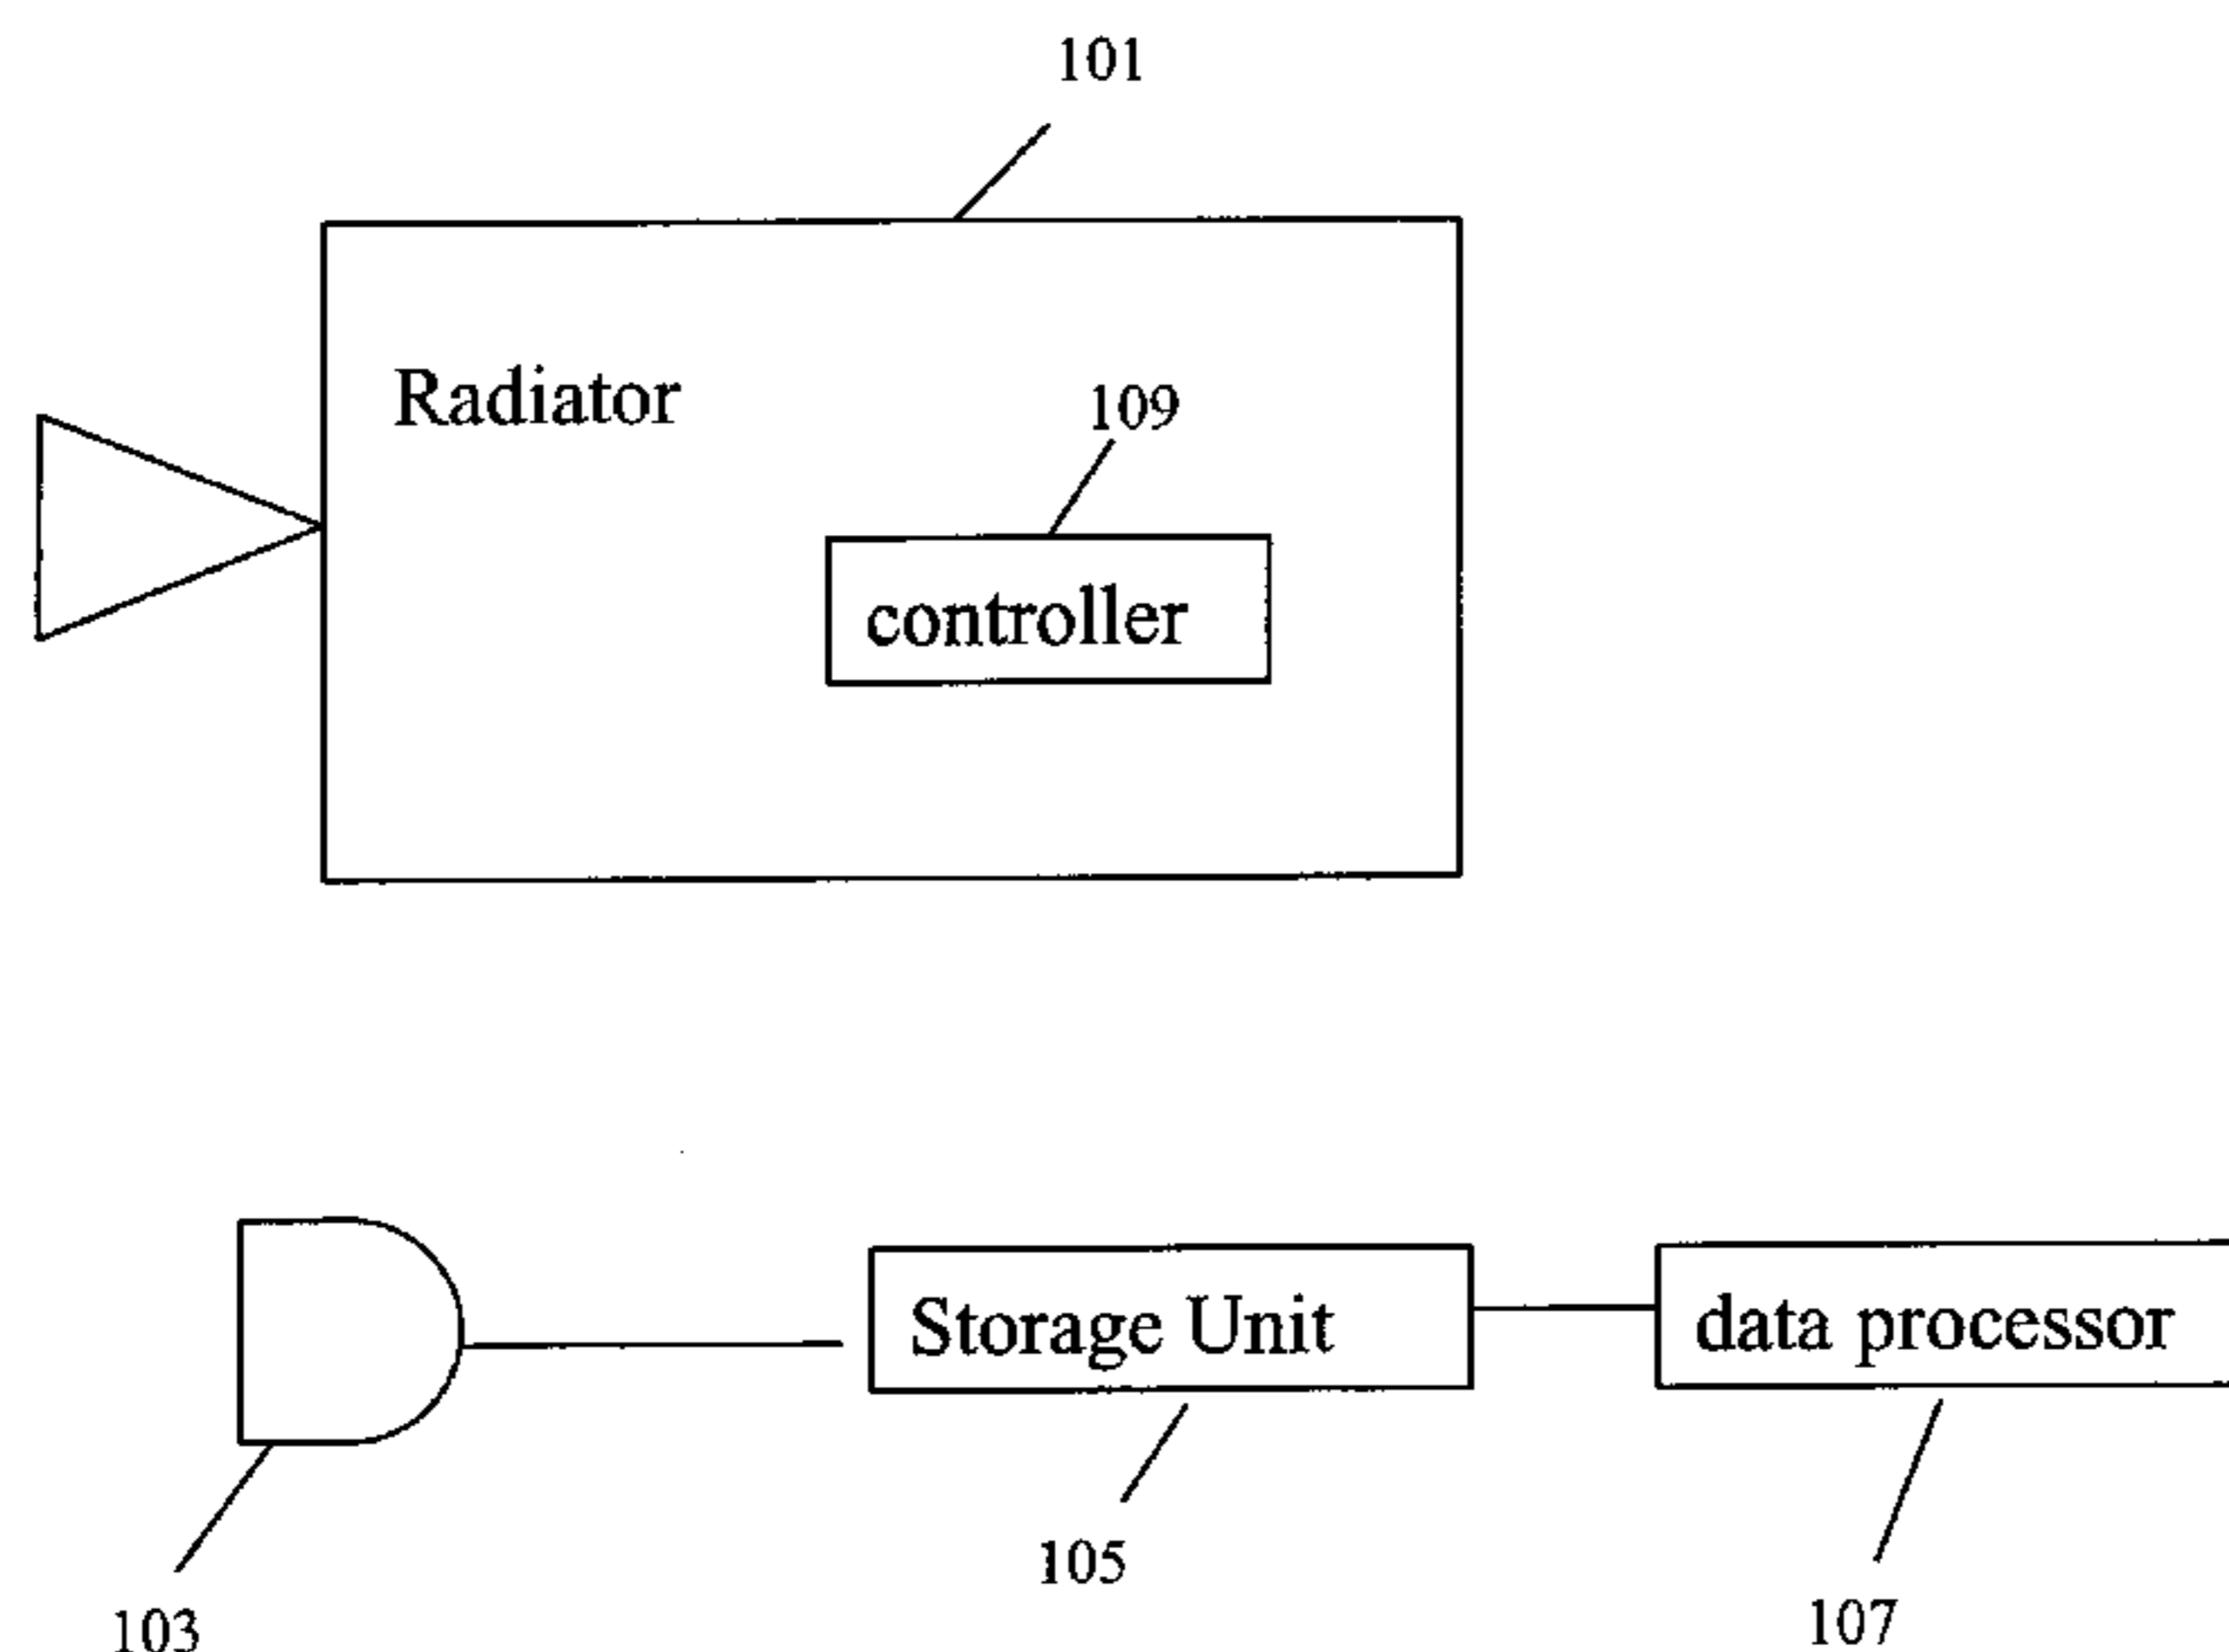 101
Radiator
109
controller
Storage Unit
data processor
105
107
103